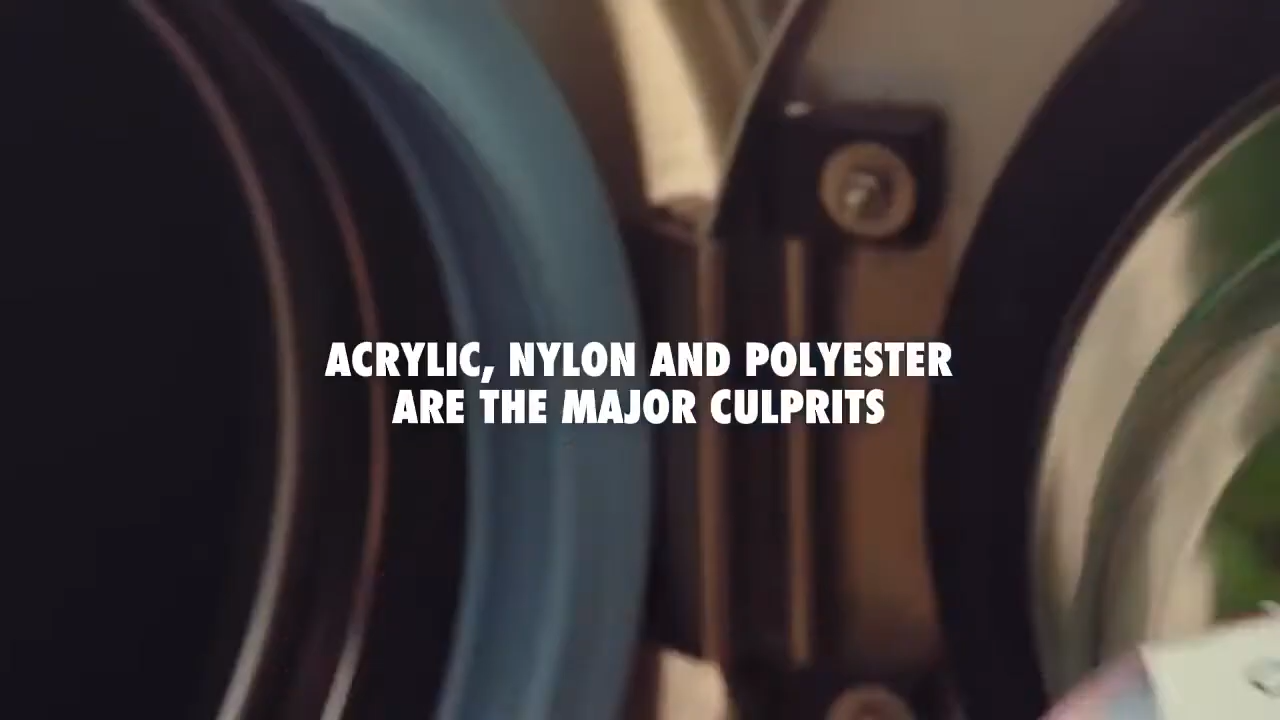 ACRYLIC, NYLON AND POLYESTER
ARE THE MAJOR CULPRITS